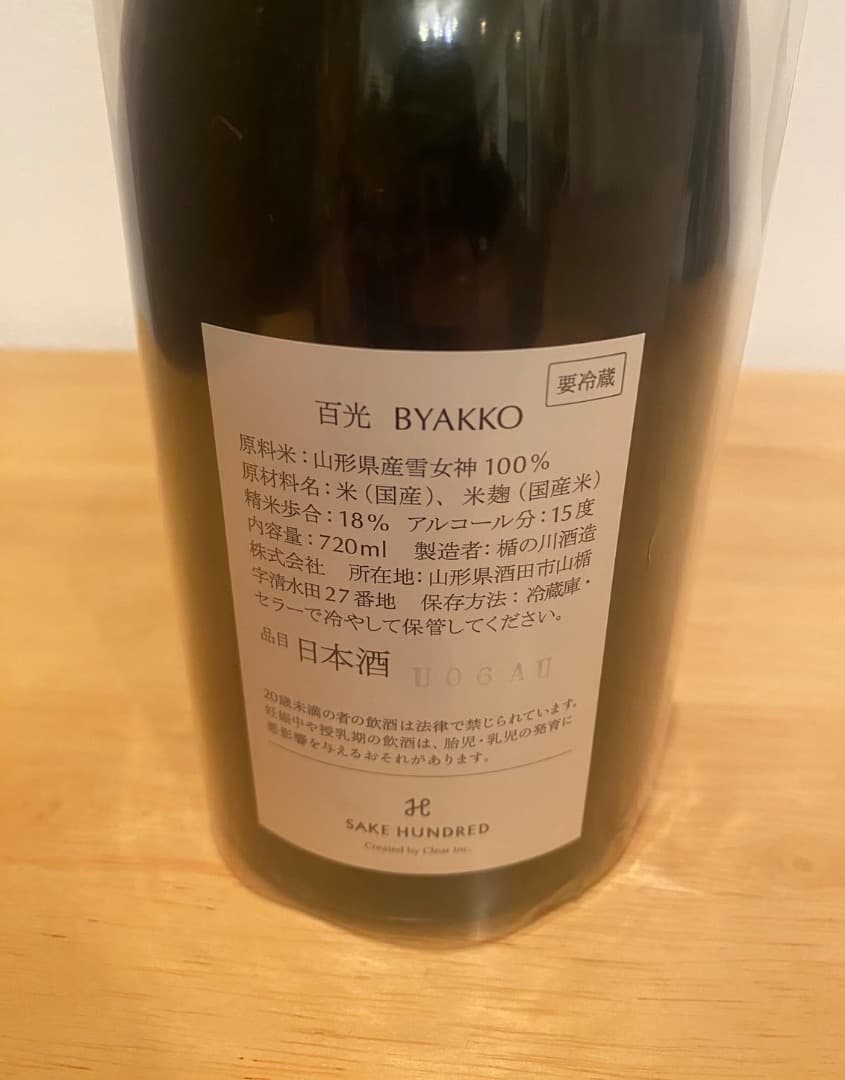 要冷蔵
百光 BYAKKO
原料米：山形県産雪女神100%
原材料名：米（国産）、米麹（国産米）
精米歩合：18% アルコール分：15度
内容量：720ml 製造者：楯の川酒造
株式会社 所在地：山形県酒田市山楯
字清水田27番地 保存方法：冷蔵庫・
セラーで冷やして保管してください。
品目 日本酒 U06AU
20歳未満の者の飲酒は法律で禁じられています。
妊娠中や授乳期の飲酒は、胎児・乳児の発育に
悪影響を与えるおそれがあります。
SAKE HUNDRED
Created by Clear Inc.